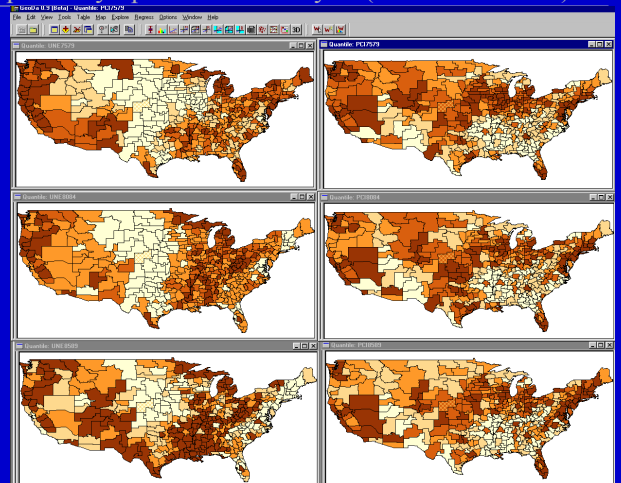 GeoDa 0.9 (Beta) - Quantile: PCI7579
File Edit View Tools Table Map Explore Regress Options Window Help
3D
Quantile: UNE7579
Quantile: PCI7579
Quantile: UNE8084
Quantile: PCI8084
Quantile: UNE8589
Quantile: PCI8589